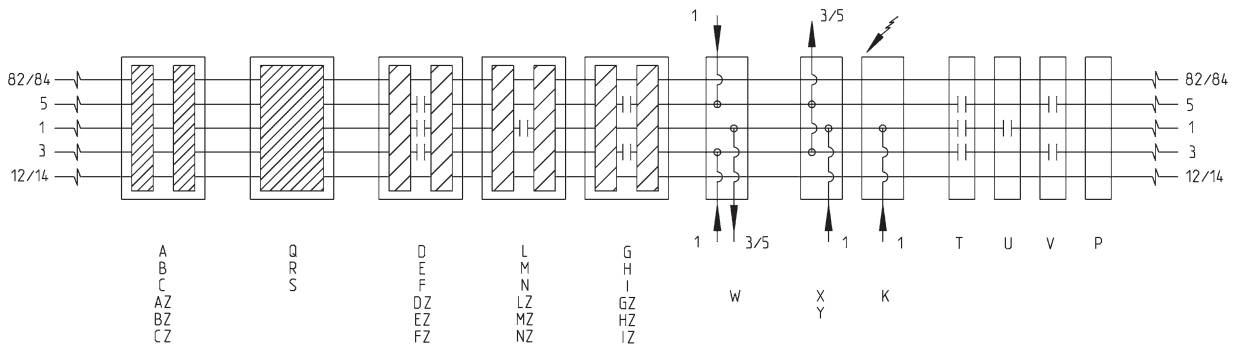 1
3/5
82/84
82/84
5
5
1
1
3
3
12/14
12/14
1
3/5
1
1
A
Q
D
L
G
T
U
V
P
B
R
E
M
H
C
S
F
N
I
W
X
K
AZ
DZ
LZ
GZ
Y
BZ
EZ
MZ
HZ
CZ
FZ
NZ
IZ